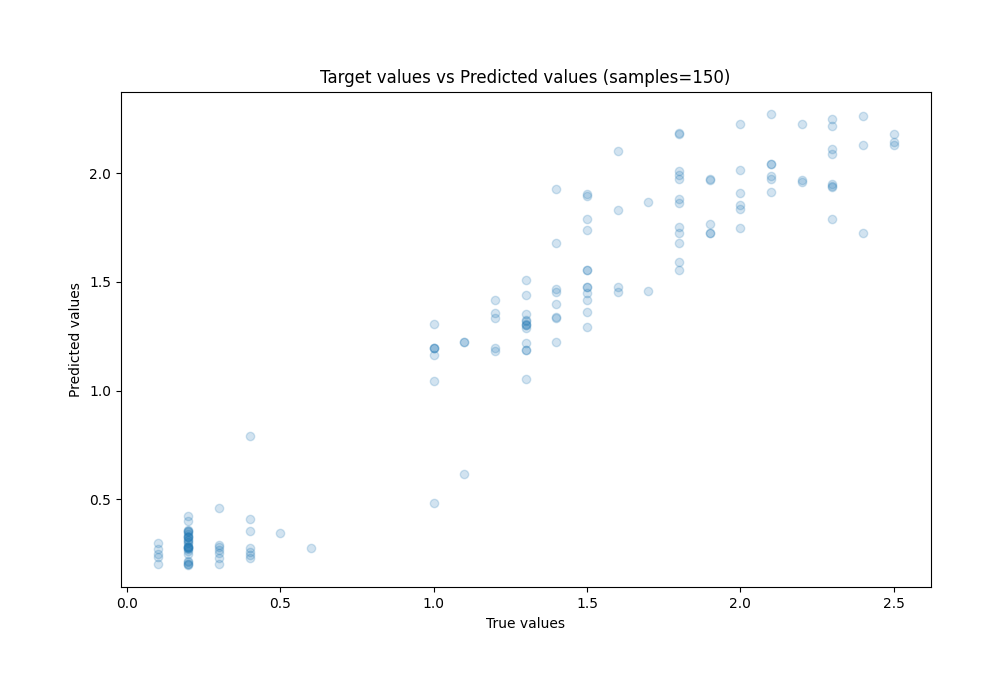 Target values vs Predicted values (samples=150)
Predicted values
2.0
1.5
1.0
0.5
0.0 0.5 1.0 1.5 2.0 2.5
True values